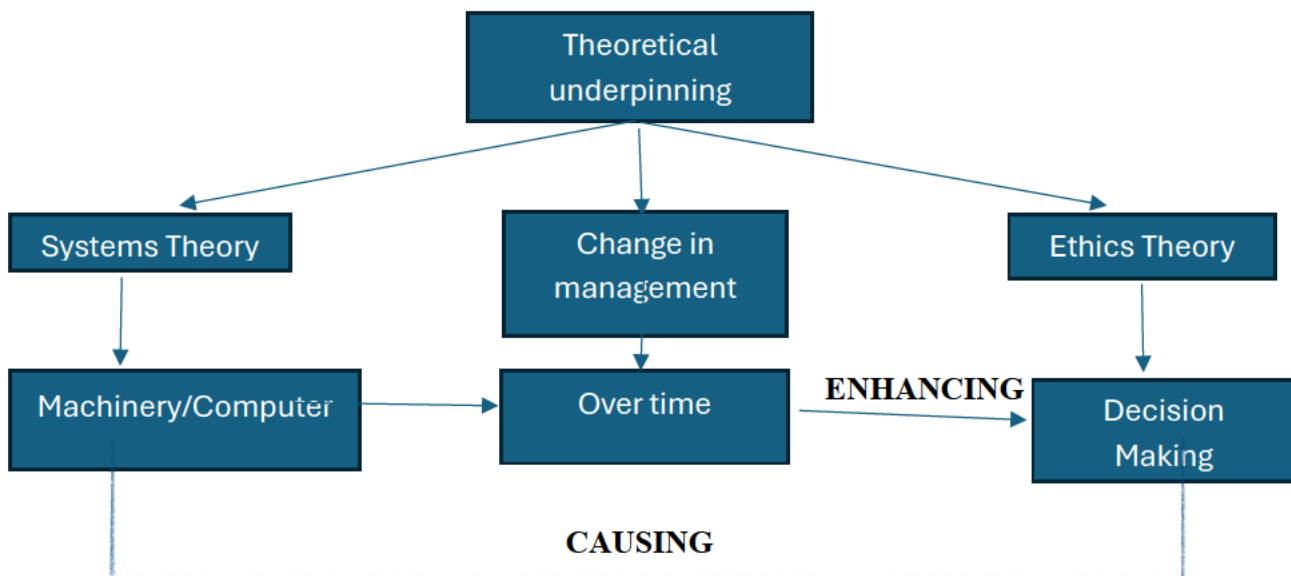 Theoretical
underpinning
Systems Theory
Change in
management
Ethics Theory
Machinery/Computer
Over time
ENHANCING
Decision
Making
CAUSING